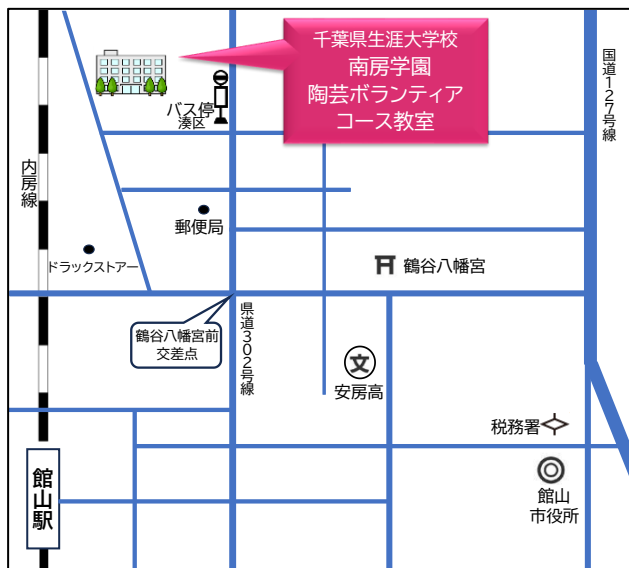 千葉県生涯大学校
南房学園
陶芸ボランティア
コース教室
国道127号線
バス停
湊区
内房線
郵便局
ドラックストアー
鶴谷八幡宮
鶴谷八幡宮前
交差点
県道302号線
文
安房高
税務署
館山駅
館山
市役所